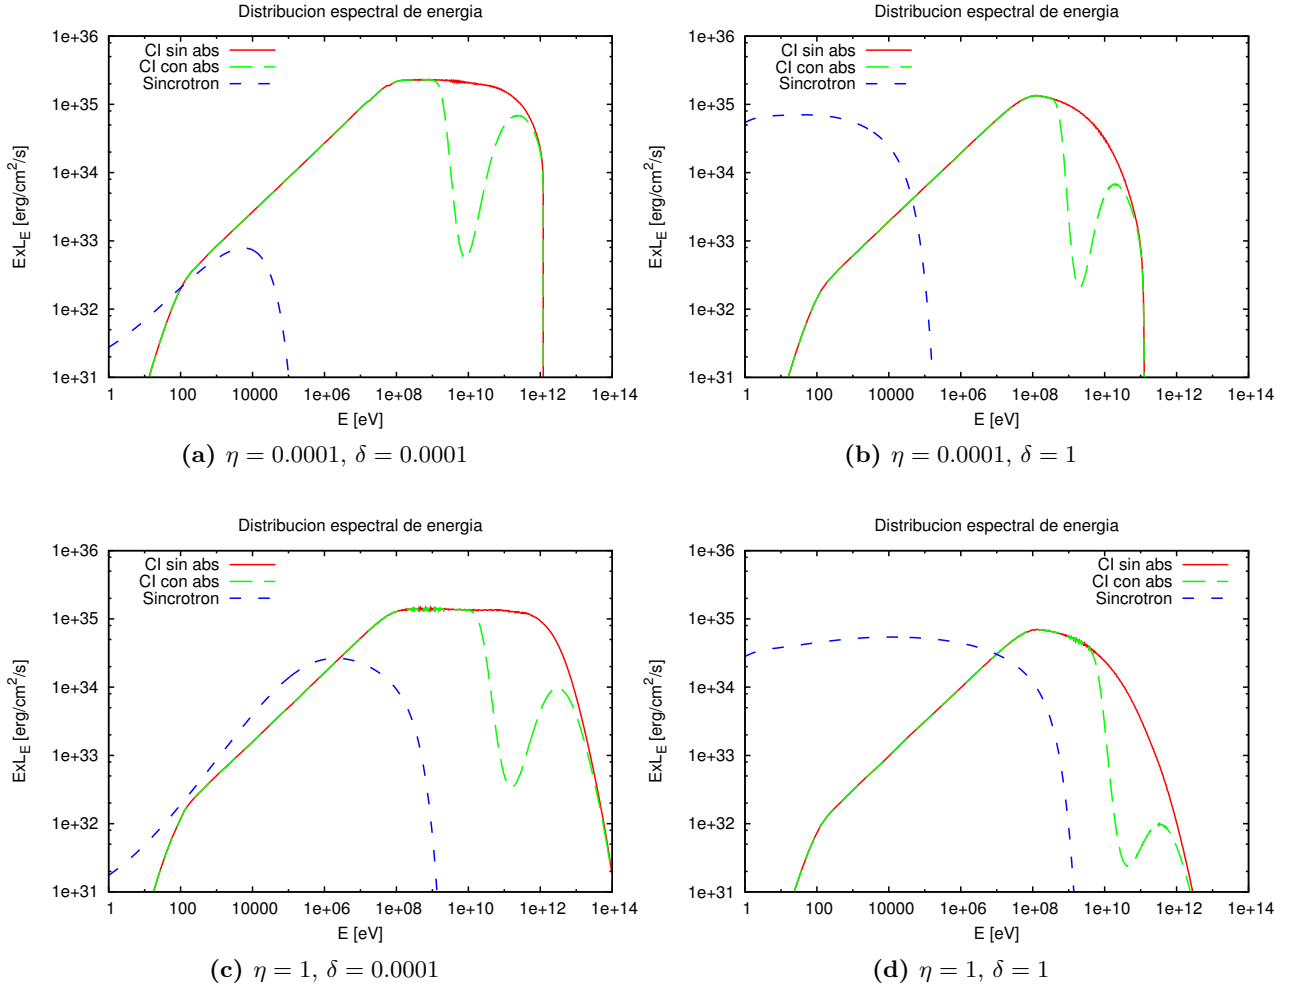 Distribucion espectral de energia
1e+36
1e+35
1e+34
1e+33
1e+32
1e+31
ExL_E [erg/cm^2/s]
CI sin abs
CI con abs
Sincrotron
1 100 10000 1e+06 1e+08 1e+10 1e+12 1e+14
E [eV]
(a) η = 0.0001, δ = 0.0001
Distribucion espectral de energia
1e+36
1e+35
1e+34
1e+33
1e+32
1e+31
ExL_E [erg/cm^2/s]
CI sin abs
CI con abs
Sincrotron
1 100 10000 1e+06 1e+08 1e+10 1e+12 1e+14
E [eV]
(b) η = 0.0001, δ = 1
Distribucion espectral de energia
1e+36
1e+35
1e+34
1e+33
1e+32
1e+31
ExL_E [erg/cm^2/s]
CI sin abs
CI con abs
Sincrotron
1 100 10000 1e+06 1e+08 1e+10 1e+12 1e+14
E [eV]
(c) η = 1, δ = 0.0001
Distribucion espectral de energia
1e+36
1e+35
1e+34
1e+33
1e+32
1e+31
ExL_E [erg/cm^2/s]
CI sin abs
CI con abs
Sincrotron
1 100 10000 1e+06 1e+08 1e+10 1e+12 1e+14
E [eV]
(d) η = 1, δ = 1